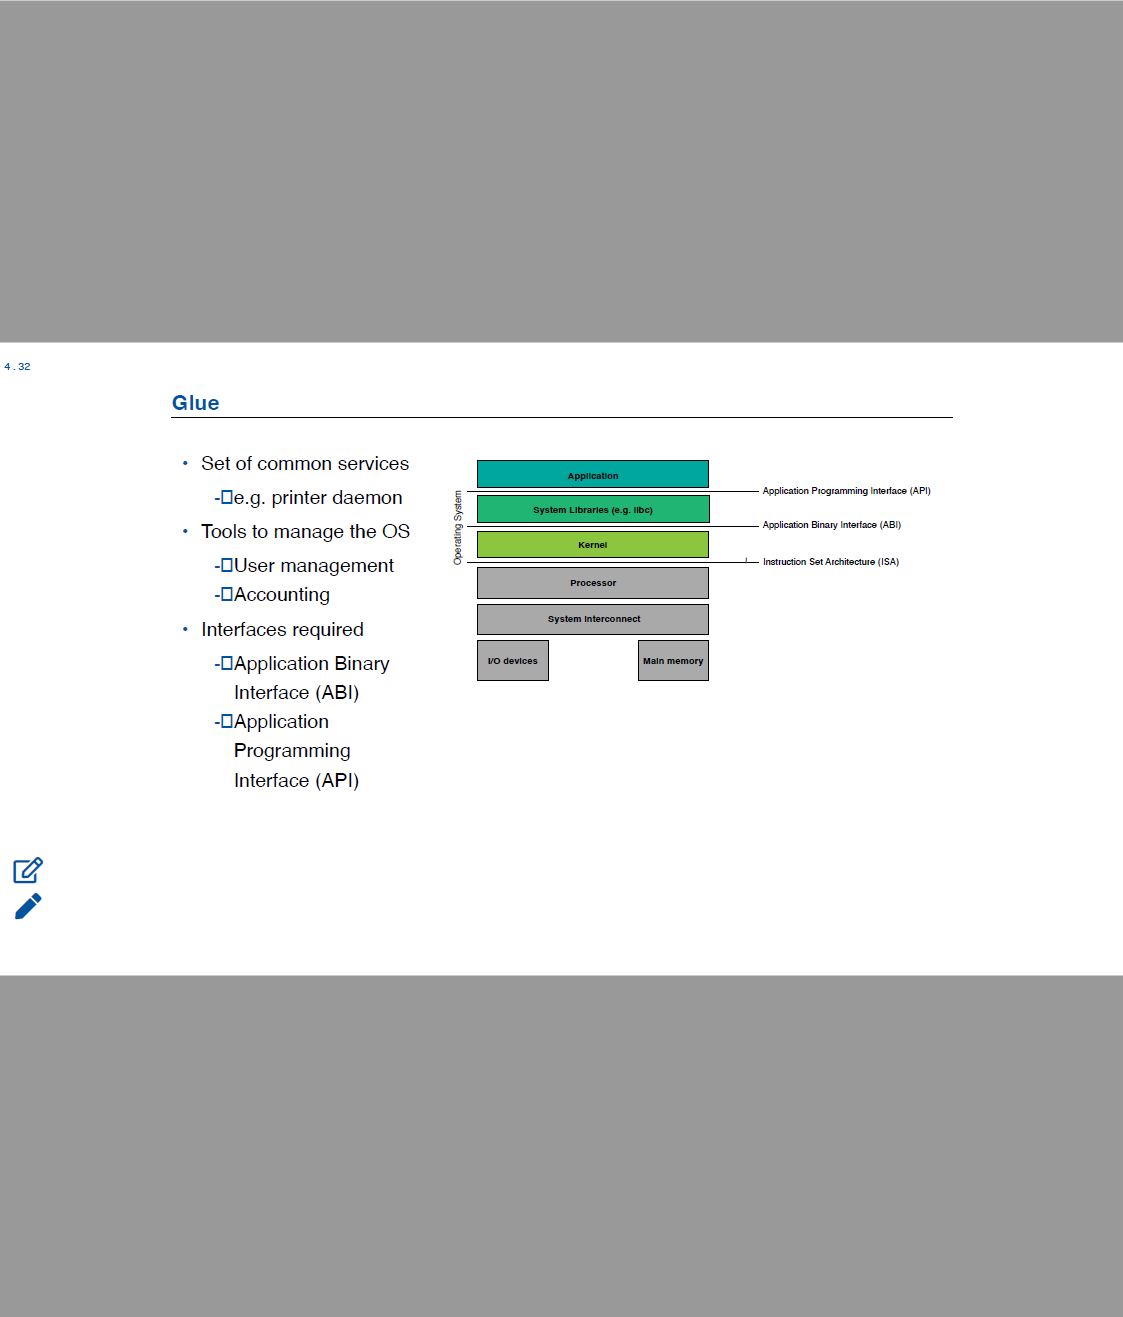 4 . 32
Glue
• Set of common services
-□e.g. printer daemon
• Tools to manage the OS
-□User management
-□Accounting
• Interfaces required
-□Application Binary
Interface (ABI)
-□Application
Programming
Interface (API)
Operating System
Application
Application Programming Interface (API)
System Libraries (e.g. libc)
Application Binary Interface (ABI)
Kernel
Instruction Set Architecture (ISA)
Processor
System Interconnect
I/O devices
Main memory